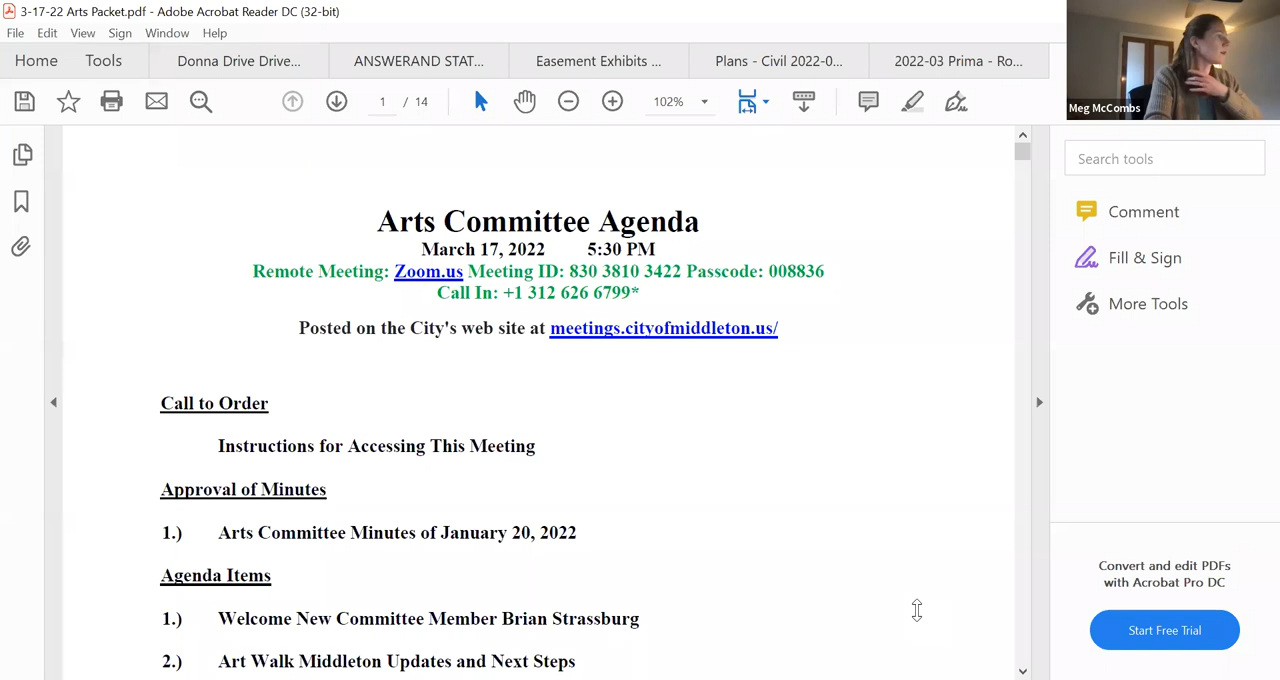 3-17-22 Arts Packet.pdf - Adobe Acrobat Reader DC (32-bit)
File Edit View Sign Window Help
Home Tools Donna Drive Drive... ANSWERAND STAT... Easement Exhibits ... Plans - Civil 2022-0... 2022-03 Prima - Ro...
1 / 14 102%
Meg McCombs
Search tools
Comment
Fill & Sign
More Tools
Convert and edit PDFs
with Acrobat Pro DC
Start Free Trial
Arts Committee Agenda
March 17, 2022 5:30 PM
Remote Meeting: Zoom.us Meeting ID: 830 3810 3422 Passcode: 008836
Call In: +1 312 626 6799*
Posted on the City's web site at meetings.cityofmiddleton.us/
Call to Order
Instructions for Accessing This Meeting
Approval of Minutes
1.) Arts Committee Minutes of January 20, 2022
Agenda Items
1.) Welcome New Committee Member Brian Strassburg
2.) Art Walk Middleton Updates and Next Steps